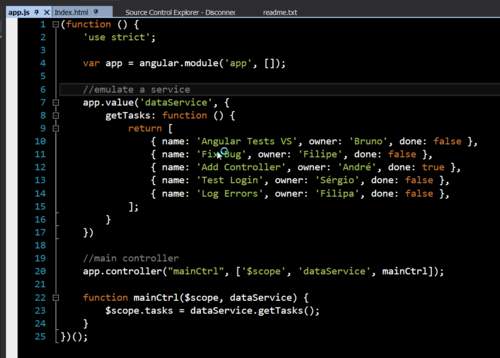 app.js Index.html Source Control Explorer - Disconnec readme.txt
1 (function () {
2 'use strict';
3
4 var app = angular.module('app', []);
5
6 //emulate a service
7 app.value('dataService', {
8 getTasks: function () {
9 return [
10 { name: 'Angular Tests VS', owner: 'Bruno', done: false },
11 { name: 'Fix Bug', owner: 'Filipe', done: false },
12 { name: 'Add Controller', owner: 'André', done: true },
13 { name: 'Test Login', owner: 'Sérgio', done: false },
14 { name: 'Log Errors', owner: 'Filipa', done: false },
15 ];
16 }
17 })
18
19 //main controller
20 app.controller("mainCtrl", ['$scope', 'dataService', mainCtrl]);
21
22 function mainCtrl($scope, dataService) {
23 $scope.tasks = dataService.getTasks();
24 }
25 })();